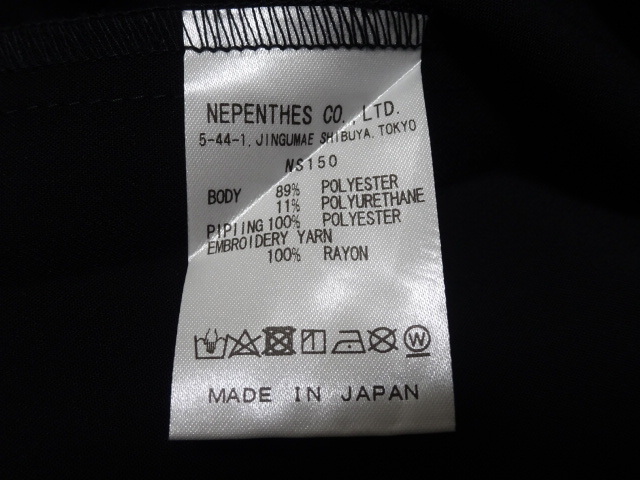 NEPENTHES CO.,LTD.
5-44-1, JINGUMAE SHIBUYA, TOKYO
NS150
BODY 89% POLYESTER
11% POLYURETHANE
PIPIING 100% POLYESTER
EMBROIDERY YARN
100% RAYON
W
MADE IN JAPAN